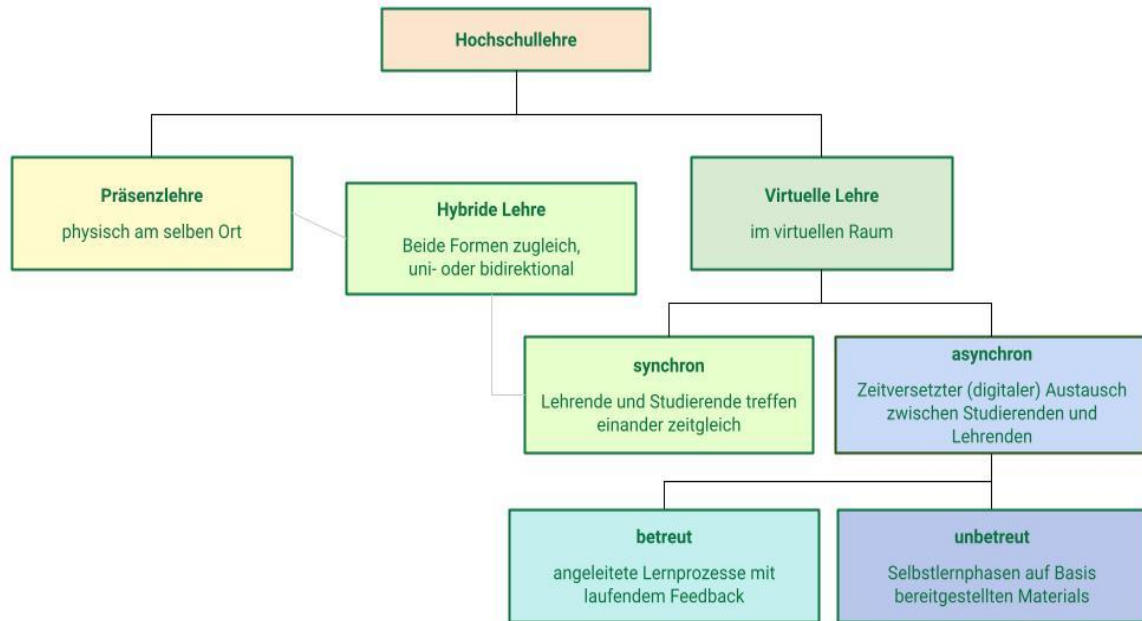 Hochschullehre
Präsenzlehre
physisch am selben Ort
Hybride Lehre
Beide Formen zugleich,
uni- oder bidirektional
Virtuelle Lehre
im virtuellen Raum
synchron
Lehrende und Studierende treffen
einander zeitgleich
asynchron
Zeitversetzter (digitaler) Austausch
zwischen Studierenden und
Lehrenden
betreut
angeleitete Lernprozesse mit
laufendem Feedback
unbetreut
Selbstlernphasen auf Basis
bereitgestellten Materials